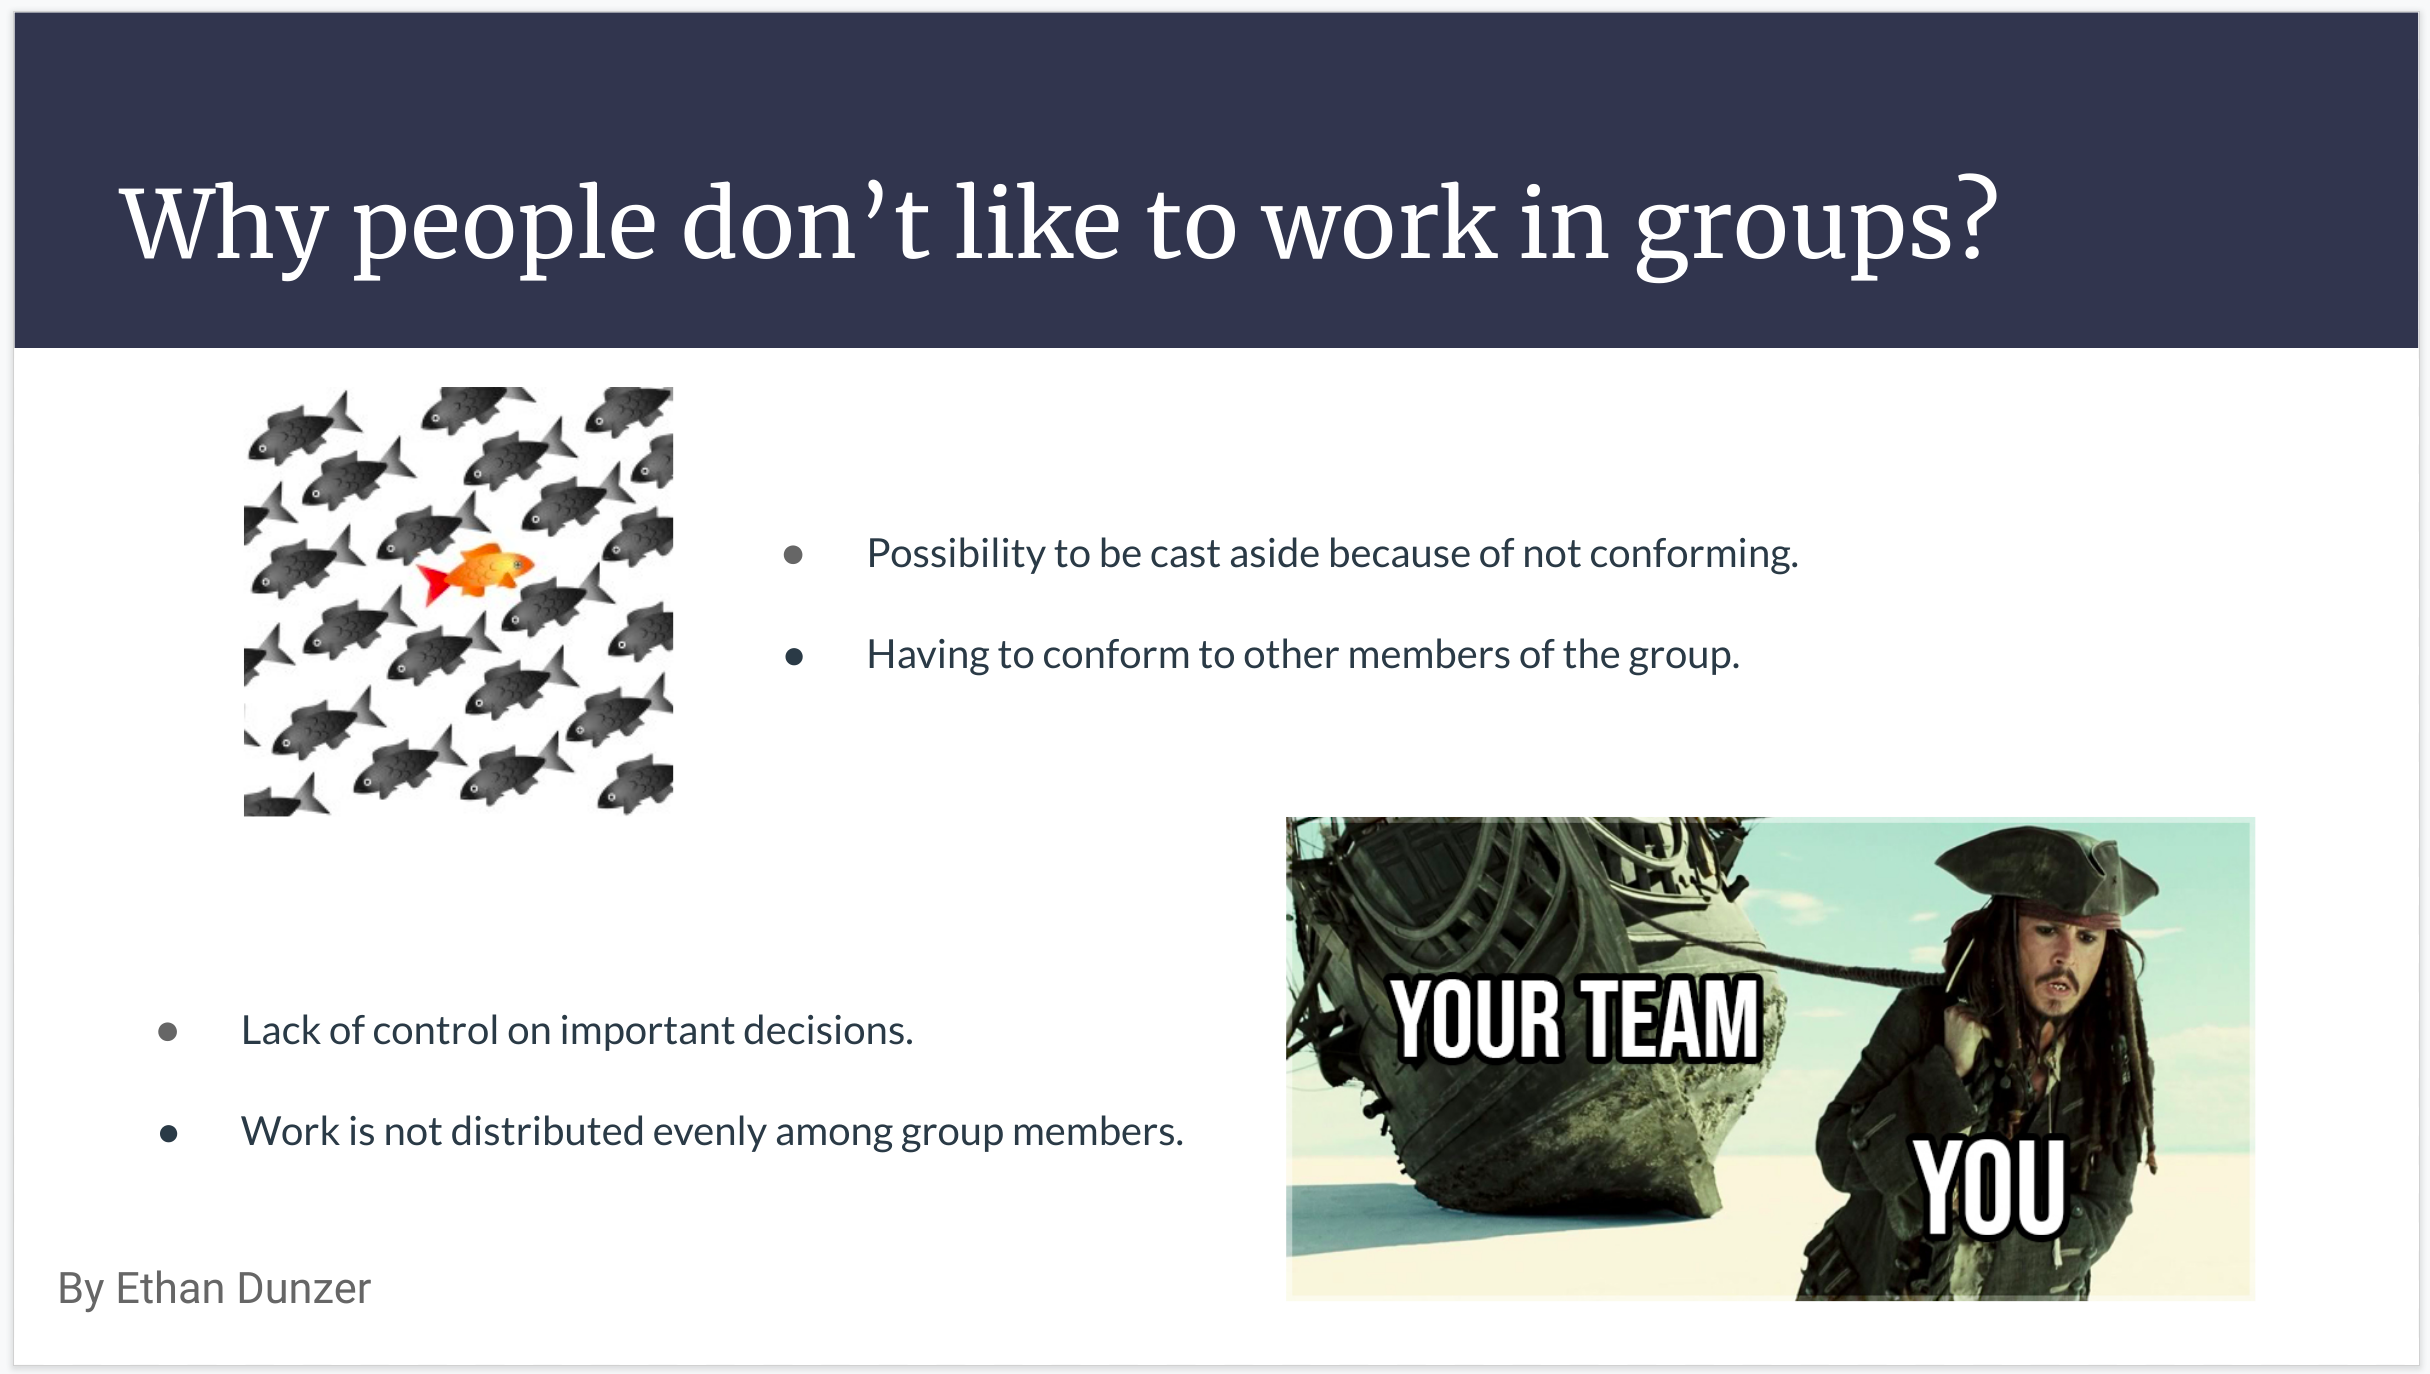 Why people don’t like to work in groups?
● Possibility to be cast aside because of not conforming.
● Having to conform to other members of the group.
● Lack of control on important decisions.
● Work is not distributed evenly among group members.
YOUR TEAM
YOU
By Ethan Dunzer